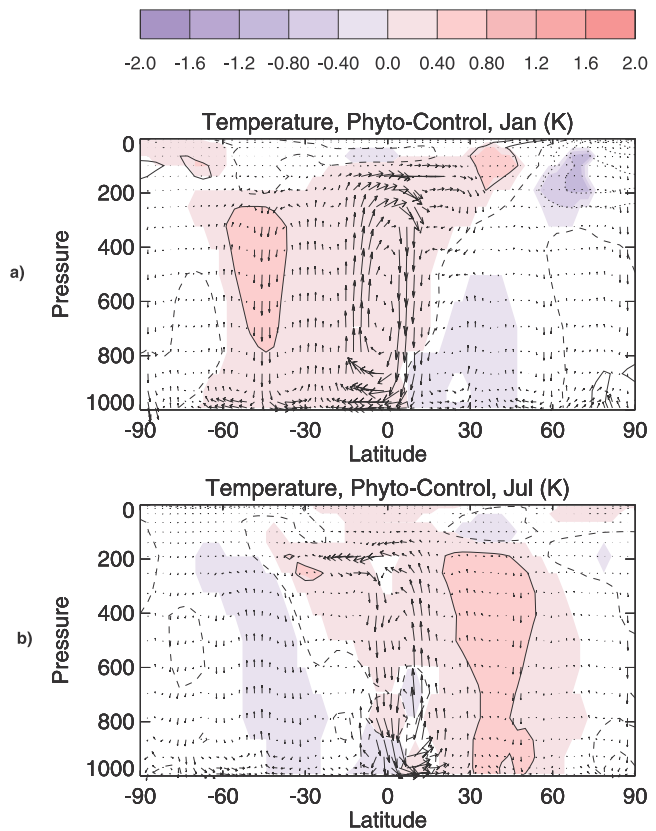 -2.0 -1.6 -1.2 -0.80 -0.40 0.0 0.40 0.80 1.2 1.6 2.0
Temperature, Phyto-Control, Jan (K)
a)
Pressure
0
200
400
600
800
1000
-90 -60 -30 0 30 60 90
Latitude
Temperature, Phyto-Control, Jul (K)
b)
Pressure
0
200
400
600
800
1000
-90 -60 -30 0 30 60 90
Latitude